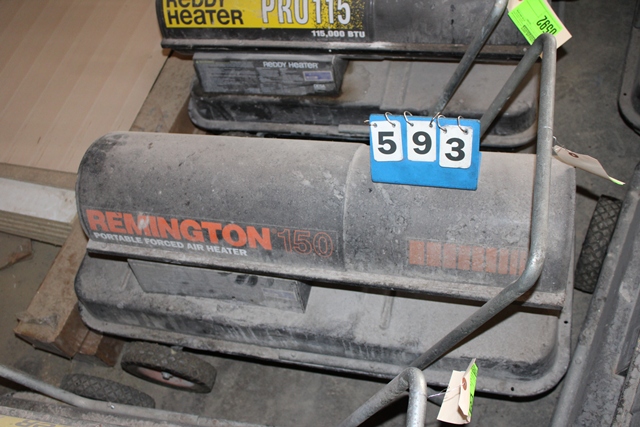 REDDY
HEATER
PRO115
115,000 BTU
REDDY HEATER
593
REMINGTON 150
PORTABLE FORCED AIR HEATER